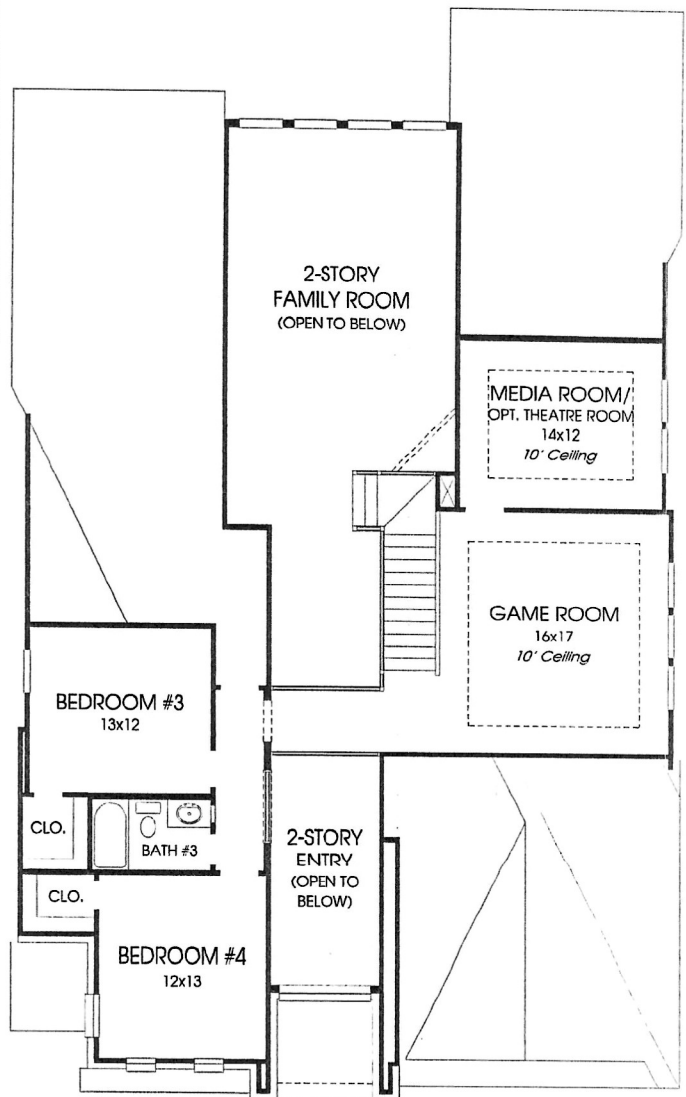 2-STORY
FAMILY ROOM
(OPEN TO BELOW)
MEDIA ROOM/
OPT. THEATRE ROOM
14x12
10' Ceiling
GAME ROOM
16x17
10' Ceiling
BEDROOM #3
13x12
CLO.
BATH #3
2-STORY
ENTRY
(OPEN TO
BELOW)
CLO.
BEDROOM #4
12x13